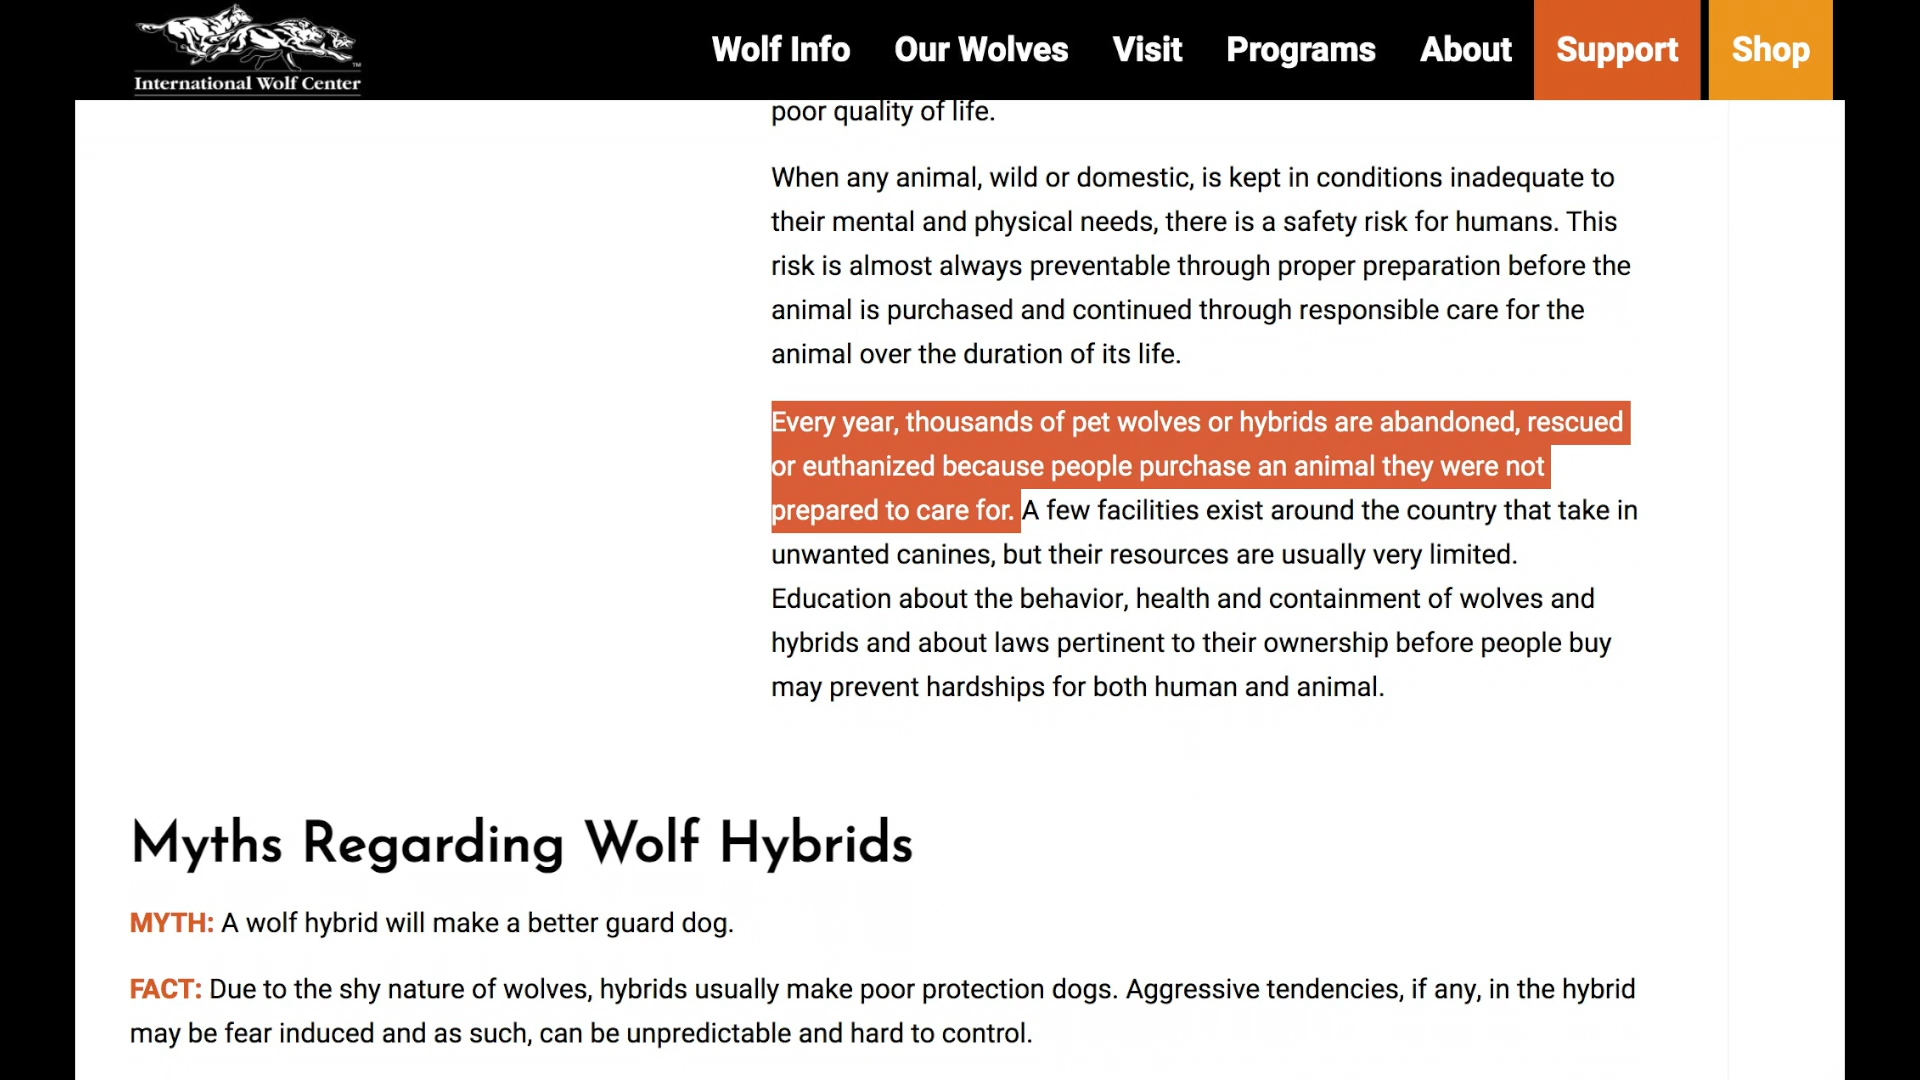 International Wolf Center
Wolf Info Our Wolves Visit Programs About Support Shop
poor quality of life.
When any animal, wild or domestic, is kept in conditions inadequate to
their mental and physical needs, there is a safety risk for humans. This
risk is almost always preventable through proper preparation before the
animal is purchased and continued through responsible care for the
animal over the duration of its life.
Every year, thousands of pet wolves or hybrids are abandoned, rescued
or euthanized because people purchase an animal they were not
prepared to care for. A few facilities exist around the country that take in
unwanted canines, but their resources are usually very limited.
Education about the behavior, health and containment of wolves and
hybrids and about laws pertinent to their ownership before people buy
may prevent hardships for both human and animal.
Myths Regarding Wolf Hybrids
MYTH: A wolf hybrid will make a better guard dog.
FACT: Due to the shy nature of wolves, hybrids usually make poor protection dogs. Aggressive tendencies, if any, in the hybrid
may be fear induced and as such, can be unpredictable and hard to control.